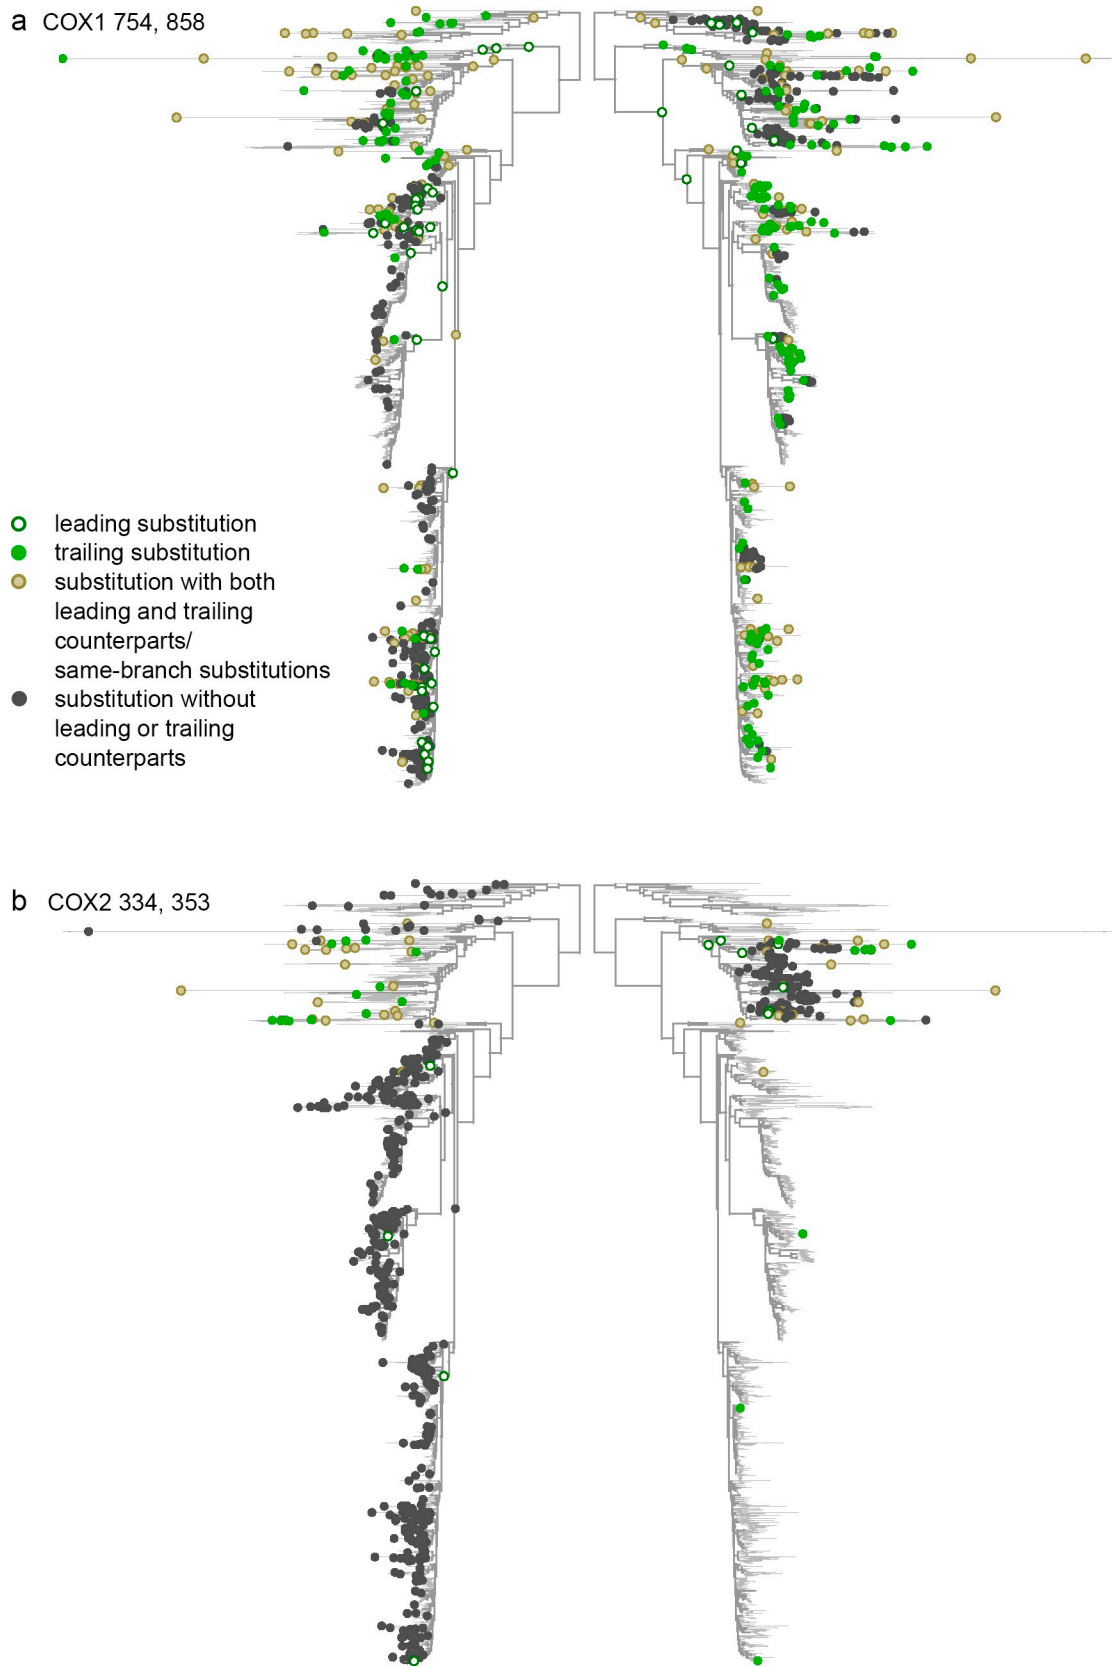 a COX1 754, 858
leading substitution
trailing substitution
substitution with both
leading and trailing
counterparts/
same-branch substitutions
substitution without
leading or trailing
counterparts
b COX2 334, 353